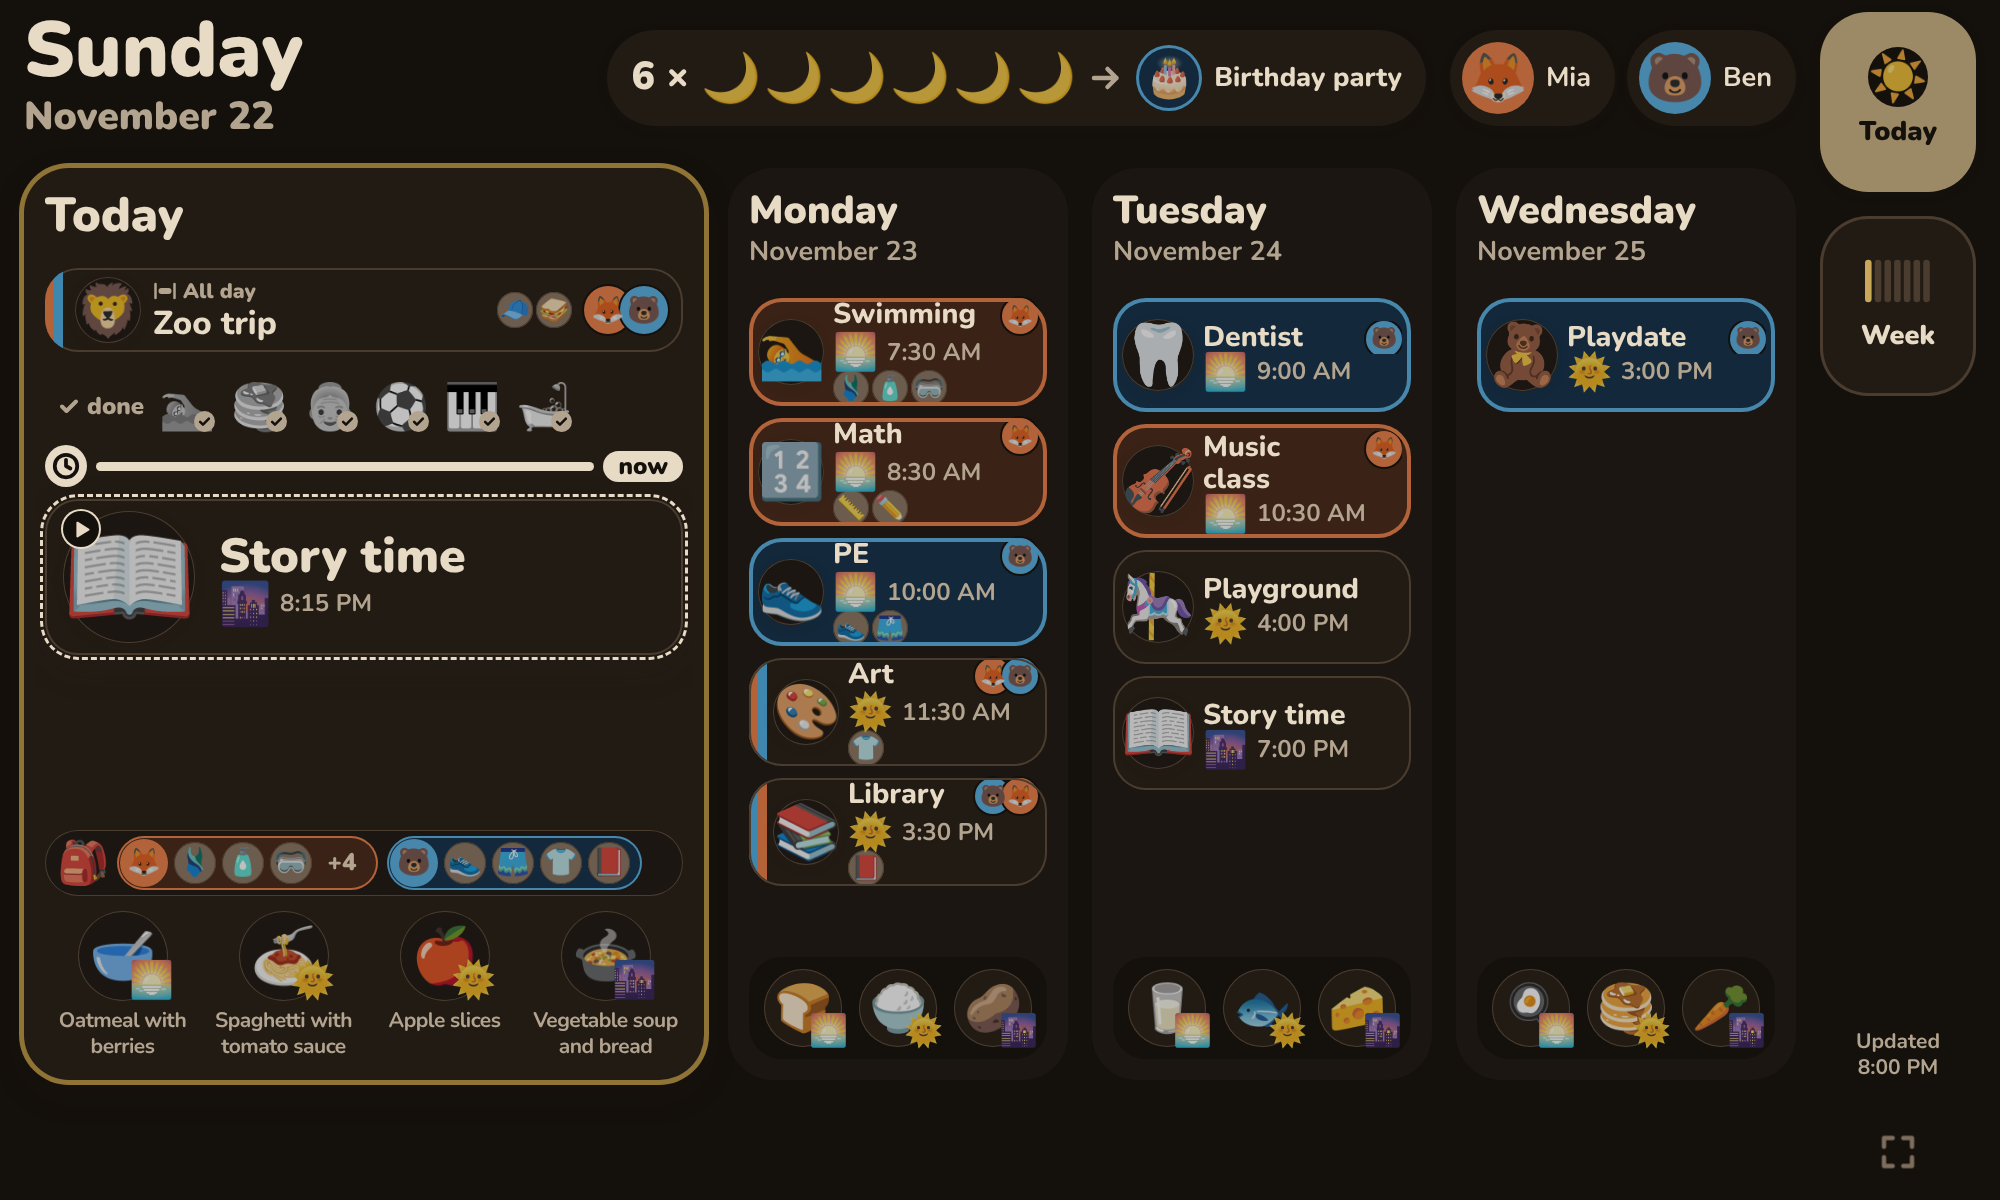 Sunday
November 22
6 ×
Birthday party
Mia
Ben
Today
Week
Today
All day
Zoo trip
done
now
Story time
8:15 PM
+4
Oatmeal with
berries
Spaghetti with
tomato sauce
Apple slices
Vegetable soup
and bread
Monday
November 23
Swimming
7:30 AM
Math
8:30 AM
1 2
3 4
PE
10:00 AM
Art
11:30 AM
Library
3:30 PM
Tuesday
November 24
Dentist
9:00 AM
Music
class
10:30 AM
Playground
4:00 PM
Story time
7:00 PM
Wednesday
November 25
Playdate
3:00 PM
Updated
8:00 PM